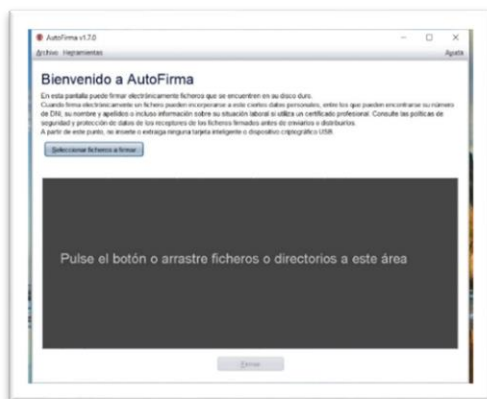 AutoFirma v1.7.0
Archivo Herramientas Ayuda
Bienvenido a AutoFirma
En esta pantalla puede firmar electrónicamente ficheros que se encuentren en su disco duro.
Cuando firma electrónicamente un fichero pueden incorporarse a este ciertos datos personales, entre los que pueden encontrarse su número
de DNI, su nombre y apellidos o incluso información sobre su situación laboral si utiliza un certificado profesional. Consulte las políticas de
seguridad y protección de datos de los receptores de los ficheros firmados antes de enviarlos o distribuirlos.
A partir de este punto, no inserte o extraiga ninguna tarjeta inteligente o dispositivo criptográfico USB.
Seleccionar ficheros a firmar
Pulse el botón o arrastre ficheros o directorios a este área
Firmar